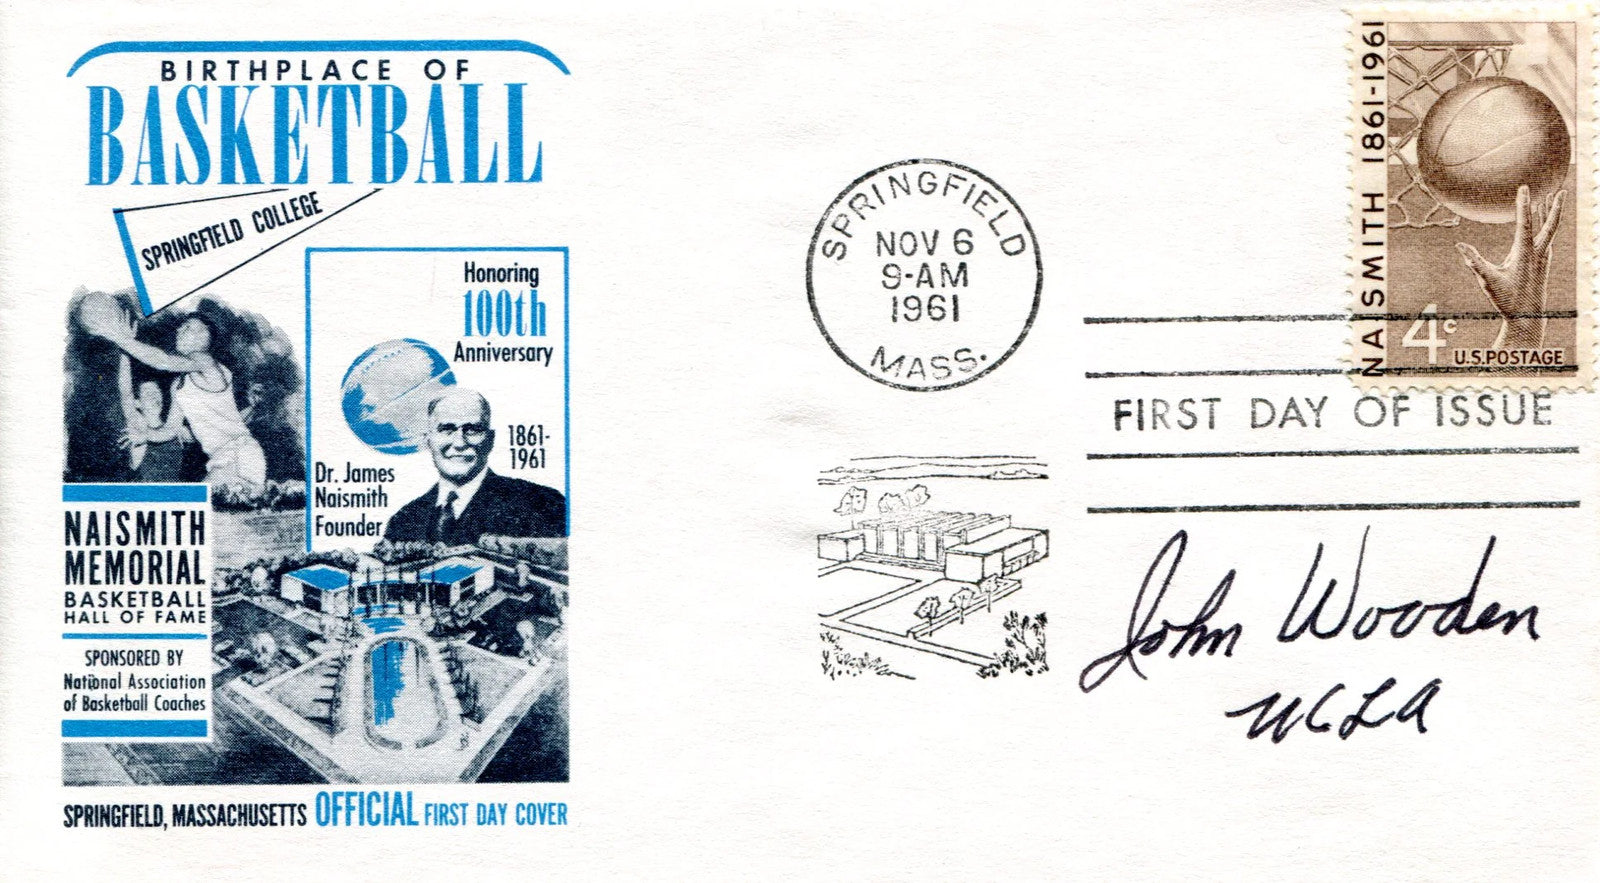 BIRTHPLACE OF
BASKETBALL
SPRINGFIELD COLLEGE
Honoring
100th
Anniversary
1861-
1961
Dr. James
Naismith
Founder
NAISMITH
MEMORIAL
BASKETBALL
HALL OF FAME
SPONSORED BY
National Association
of Basketball Coaches
SPRINGFIELD, MASSACHUSETTS OFFICIAL FIRST DAY COVER
SPRINGFIELD
NOV 6
9-AM
1961
MASS.
NAISMITH 1861-1961
4c
U.S. POSTAGE
FIRST DAY OF ISSUE
John Wooden
UCLA